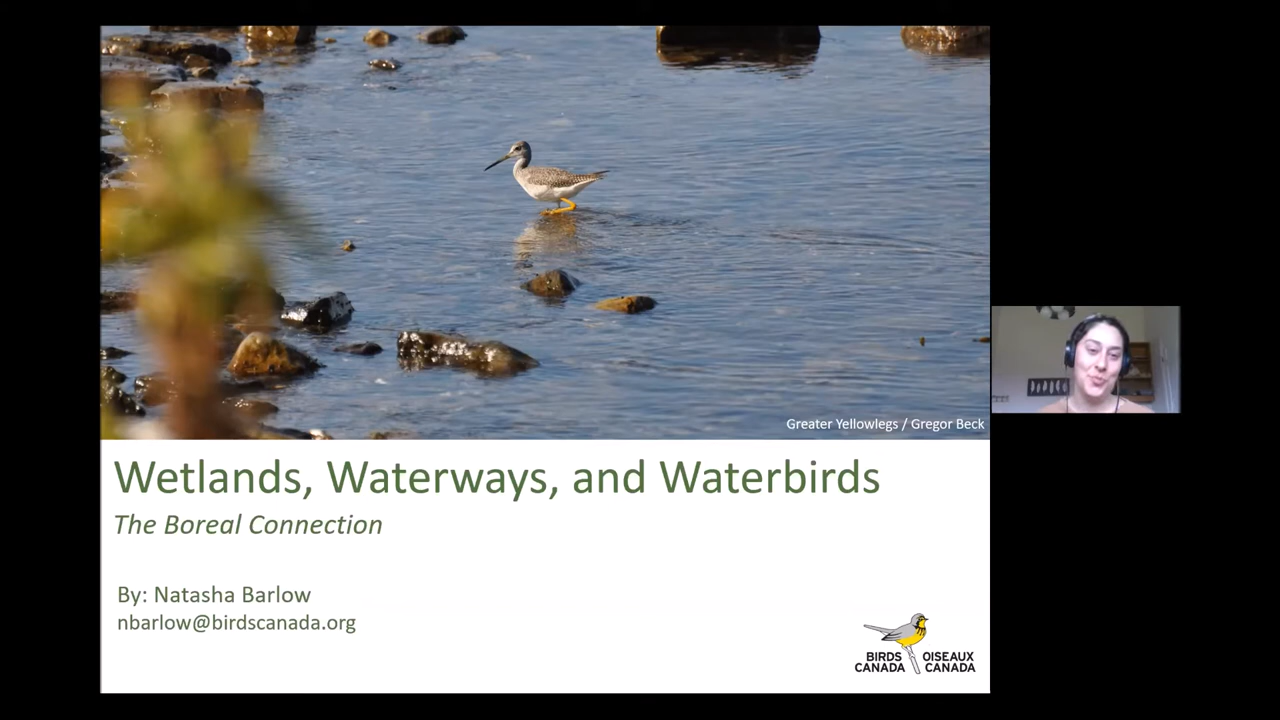 Greater Yellowlegs / Gregor Beck
Wetlands, Waterways, and Waterbirds
The Boreal Connection
By: Natasha Barlow
nbarlow@birdscanada.org
BIRDS CANADA
OISEAUX CANADA